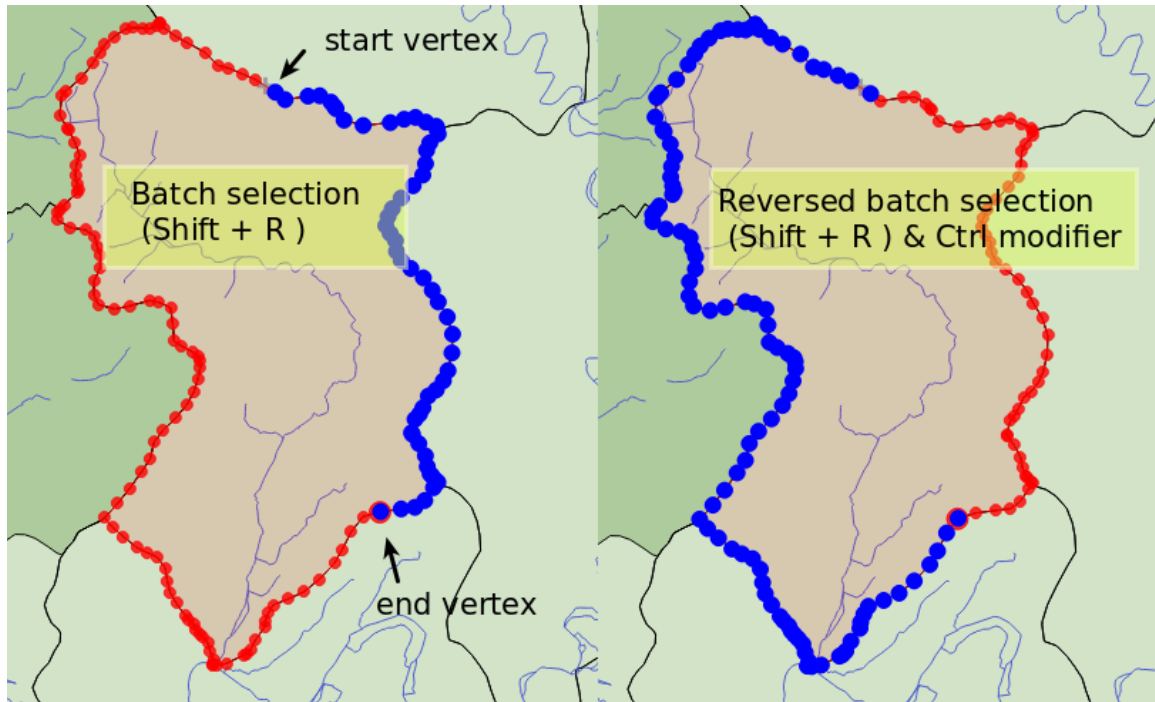 start vertex
Batch selection
(Shift + R )
end vertex
Reversed batch selection
(Shift + R ) & Ctrl modifier